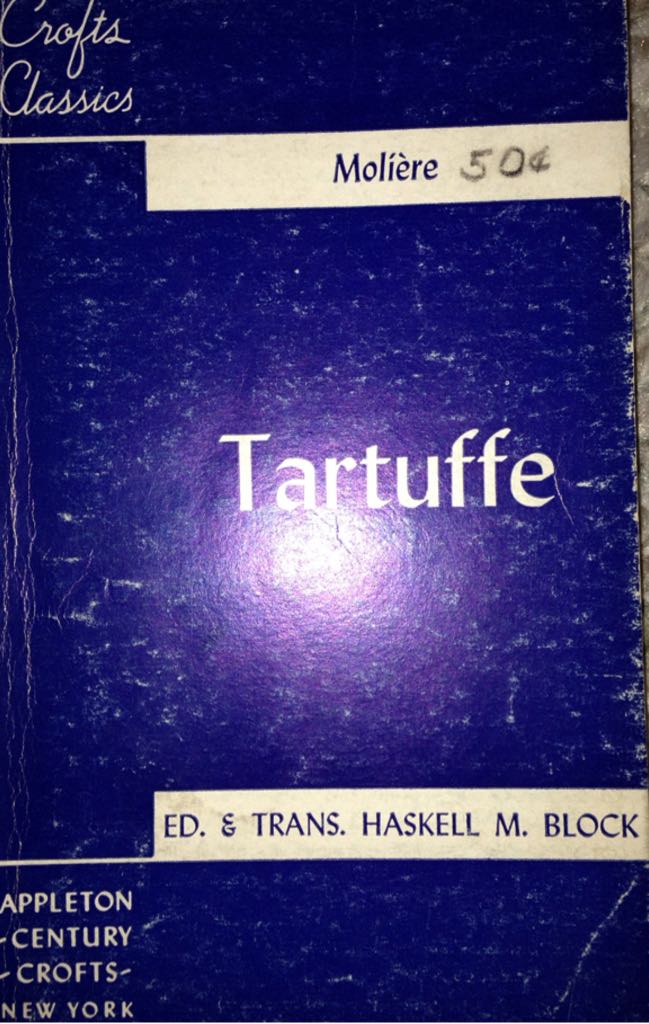 Crofts
Classics
Molière 50¢
Tartuffe
ED. & TRANS. HASKELL M. BLOCK
APPLETON
-CENTURY
-CROFTS-
NEW YORK